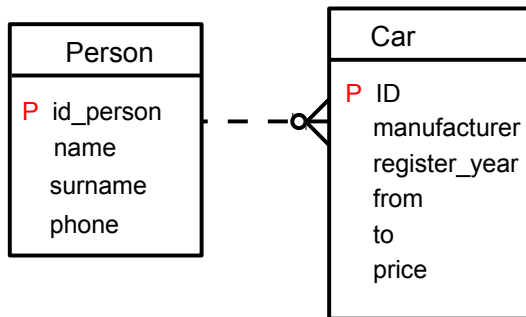 Person
P id_person
name
surname
phone
Car
P ID
manufacturer
register_year
from
to
price